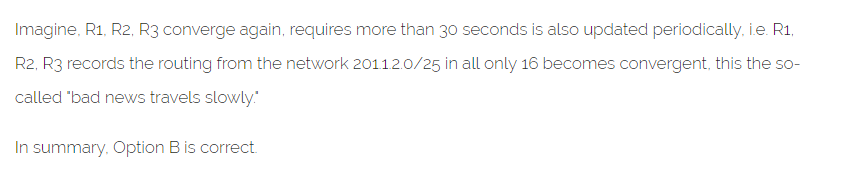 Imagine, R1, R2, R3 converge again, requires more than 30 seconds is also updated periodically, i.e. R1,
R2, R3 records the routing from the network 201.1.2.0/25 in all only 16 becomes convergent, this the so-
called "bad news travels slowly."
In summary, Option B is correct.